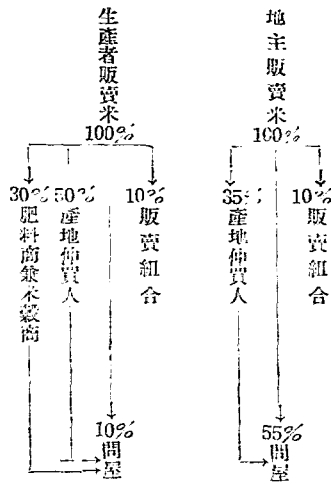 地主販賣米
100%
10%
販賣組合
55%
問屋
35%
產地仲買人
生產者販賣米
100%
10%
販賣組合
10%
問屋
50%
產地仲買人
30%
肥料商兼米穀商